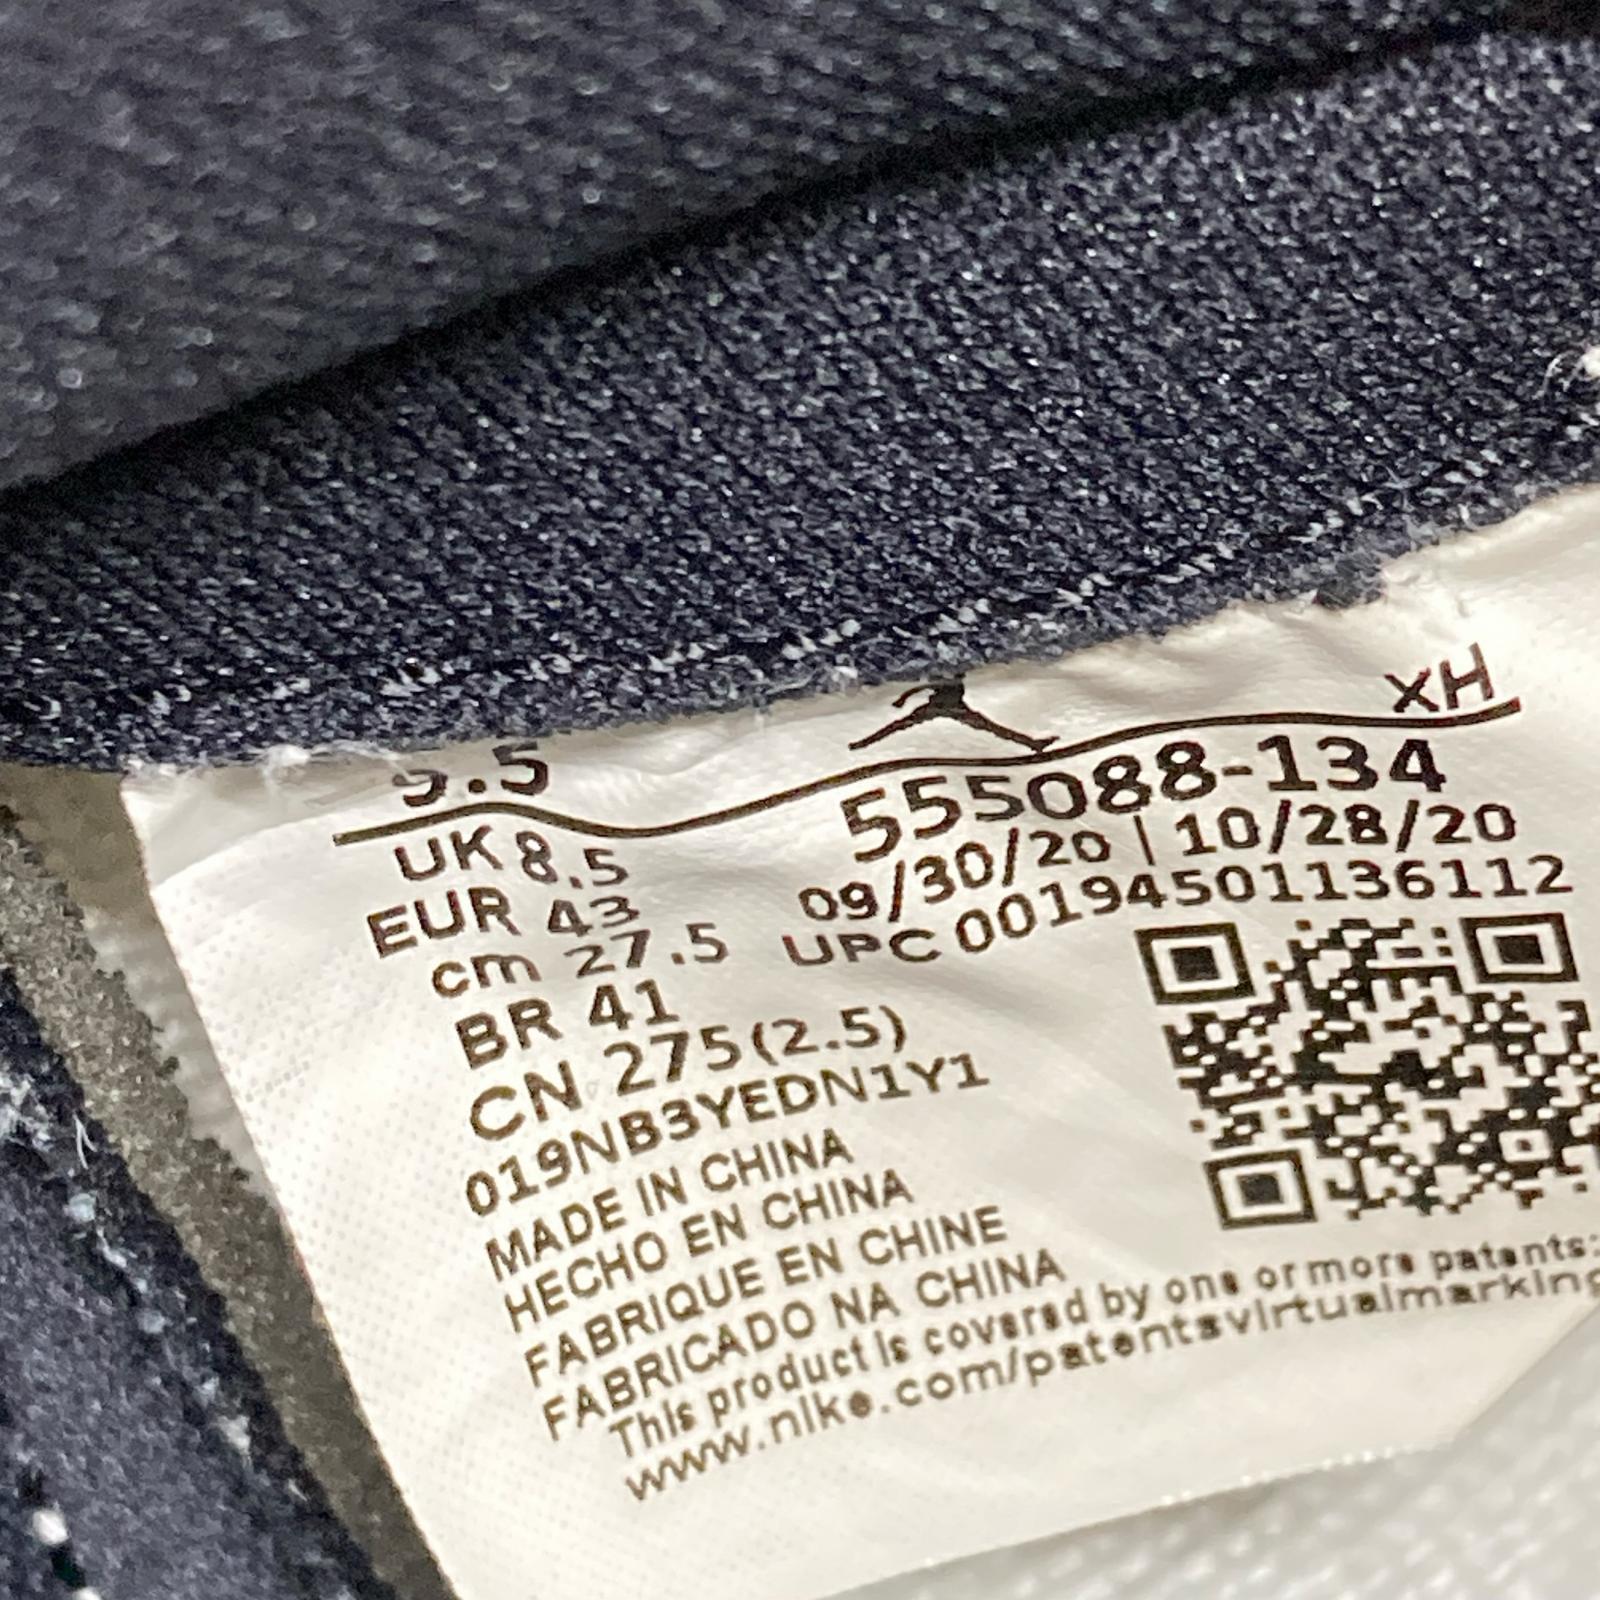 9.5
XH
UK 8.5
555088-134
EUR 43
09/30/20 | 10/28/20
cm 27.5
UPC 00194501136112
BR 41
CN 275(2.5)
019NB3YEDN1Y1
MADE IN CHINA
HECHO EN CHINA
FABRIQUE EN CHINE
FABRICADO NA CHINA
This product is covered by one or more patents:
www.nike.com/patentsvirtualmarking